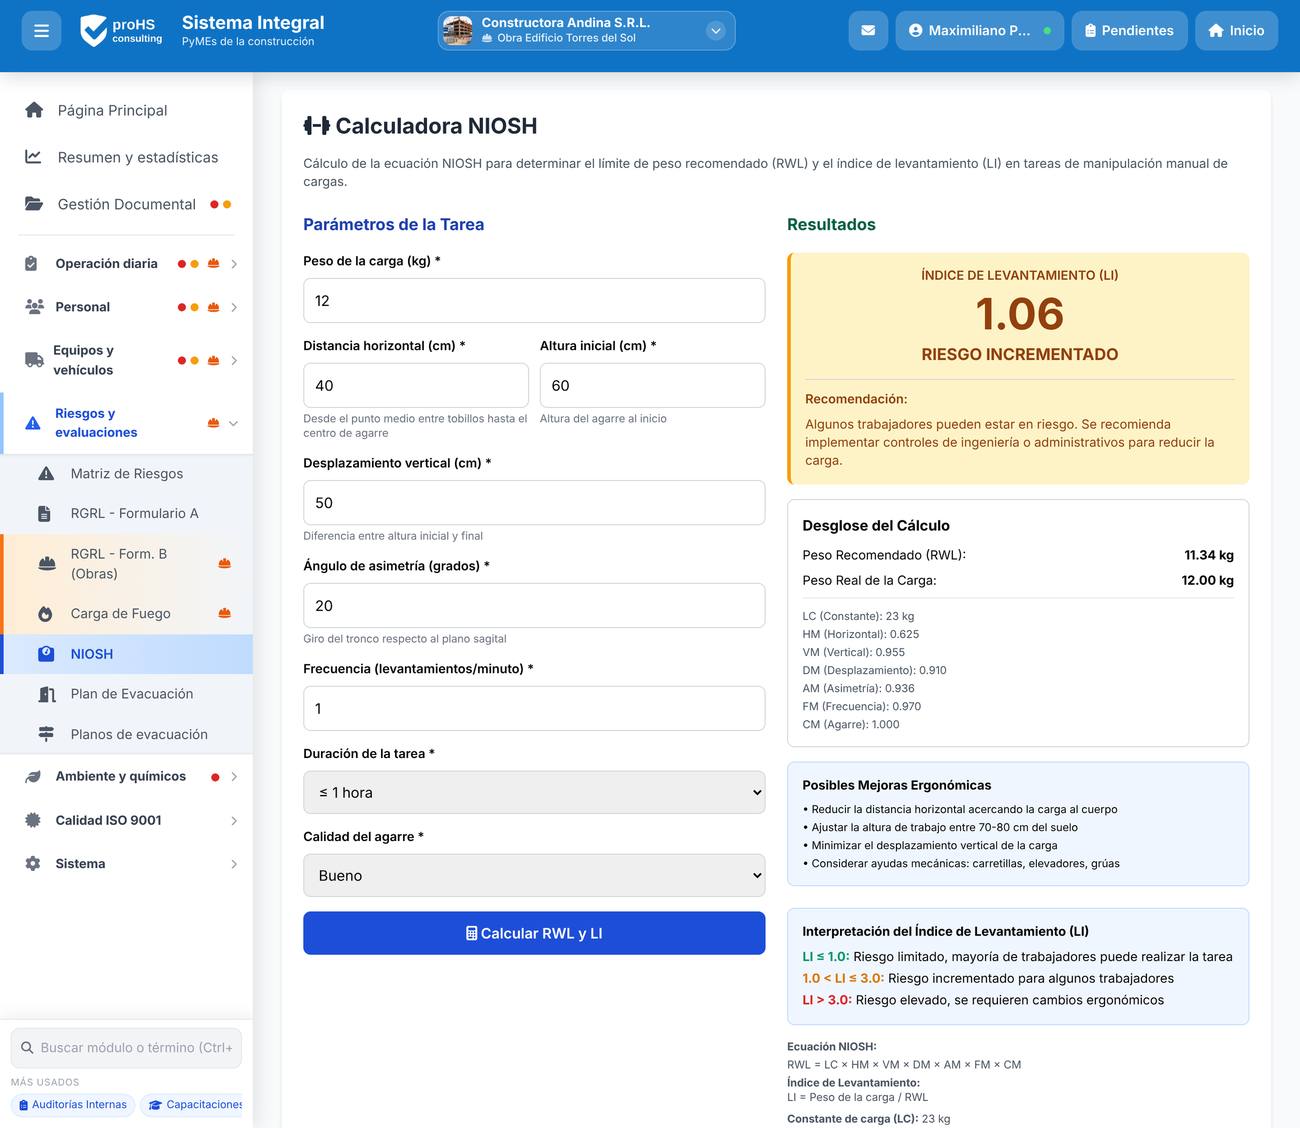 proHS
consulting
Sistema Integral
PyMEs de la construcción
Constructora Andina S.R.L.
Obra Edificio Torres del Sol
Maximiliano P...
Pendientes
Inicio
Página Principal
Resumen y estadísticas
Gestión Documental
Operación diaria
Personal
Equipos y
vehículos
Riesgos y
evaluaciones
Matriz de Riesgos
RGRL - Formulario A
RGRL - Form. B
(Obras)
Carga de Fuego
NIOSH
Plan de Evacuación
Planos de evacuación
Ambiente y químicos
Calidad ISO 9001
Sistema
Buscar módulo o término (Ctrl+
MÁS USADOS
Auditorías Internas
Capacitaciones
Calculadora NIOSH
Cálculo de la ecuación NIOSH para determinar el límite de peso recomendado (RWL) y el índice de levantamiento (LI) en tareas de manipulación manual de
cargas.
Parámetros de la Tarea
Peso de la carga (kg) *
12
Distancia horizontal (cm) *
40
Desde el punto medio entre tobillos hasta el
centro de agarre
Altura inicial (cm) *
60
Altura del agarre al inicio
Desplazamiento vertical (cm) *
50
Diferencia entre altura inicial y final
Ángulo de asimetría (grados) *
20
Giro del tronco respecto al plano sagital
Frecuencia (levantamientos/minuto) *
1
Duración de la tarea *
≤ 1 hora
Calidad del agarre *
Bueno
Calcular RWL y LI
Resultados
ÍNDICE DE LEVANTAMIENTO (LI)
1.06
RIESGO INCREMENTADO
Recomendación:
Algunos trabajadores pueden estar en riesgo. Se recomienda
implementar controles de ingeniería o administrativos para reducir la
carga.
Desglose del Cálculo
Peso Recomendado (RWL): 11.34 kg
Peso Real de la Carga: 12.00 kg
LC (Constante): 23 kg
HM (Horizontal): 0.625
VM (Vertical): 0.955
DM (Desplazamiento): 0.910
AM (Asimetría): 0.936
FM (Frecuencia): 0.970
CM (Agarre): 1.000
Posibles Mejoras Ergonómicas
• Reducir la distancia horizontal acercando la carga al cuerpo
• Ajustar la altura de trabajo entre 70-80 cm del suelo
• Minimizar el desplazamiento vertical de la carga
• Considerar ayudas mecánicas: carretillas, elevadores, grúas
Interpretación del Índice de Levantamiento (LI)
LI ≤ 1.0: Riesgo limitado, mayoría de trabajadores puede realizar la tarea
1.0 < LI ≤ 3.0: Riesgo incrementado para algunos trabajadores
LI > 3.0: Riesgo elevado, se requieren cambios ergonómicos
Ecuación NIOSH:
RWL = LC × HM × VM × DM × AM × FM × CM
Índice de Levantamiento:
LI = Peso de la carga / RWL
Constante de carga (LC): 23 kg